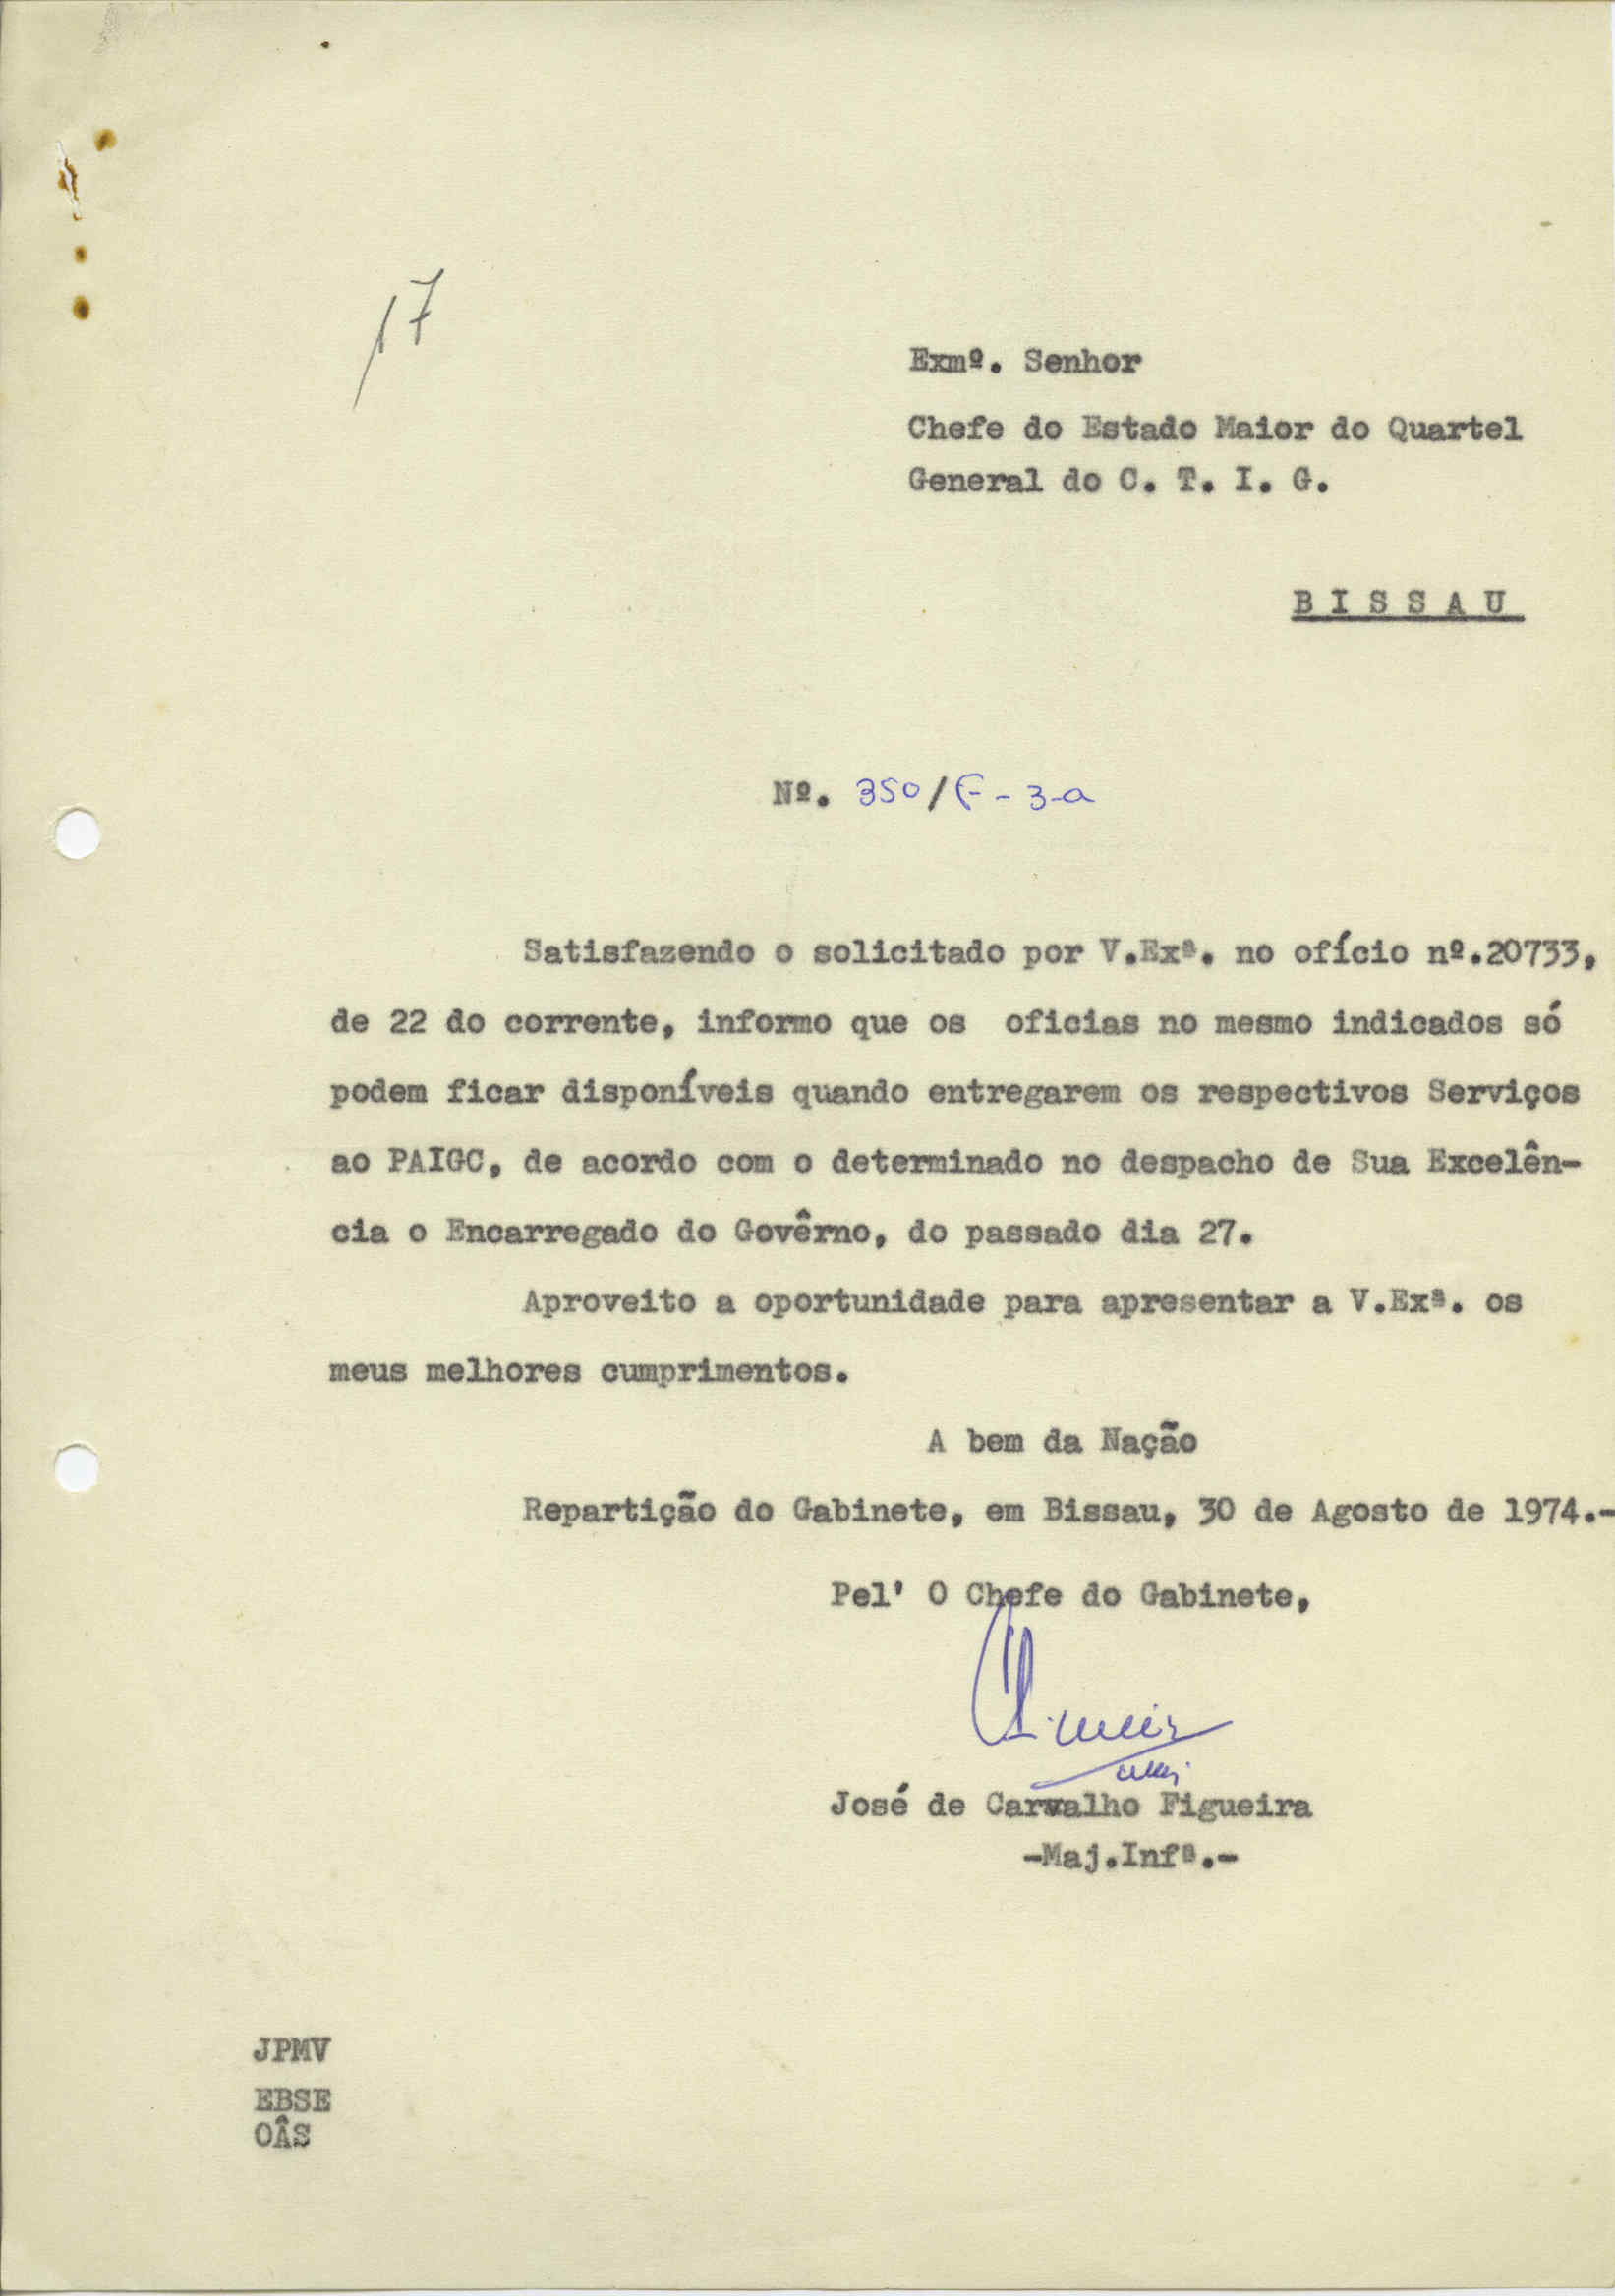 17
Exmº. Senhor
Chefe do Estado Maior do Quartel
General do C. T. I. G.
B I S S A U
Nº. 350/F-3-a
Satisfazendo o solicitado por V.Exª. no ofício nº.20733,
de 22 do corrente, informo que os oficias no mesmo indicados só
podem ficar disponíveis quando entregarem os respectivos Serviços
ao PAIGC, de acordo com o determinado no despacho de Sua Excelên-
cia o Encarregado do Govêrno, do passado dia 27.
Aproveito a oportunidade para apresentar a V.Exª. os
meus melhores cumprimentos.
A bem da Nação
Repartição do Gabinete, em Bissau, 30 de Agosto de 1974.-
Pel' O Chefe do Gabinete,
José de Carvalho Figueira
-Maj.Infª.-
JPMV
EBSE
OÂS